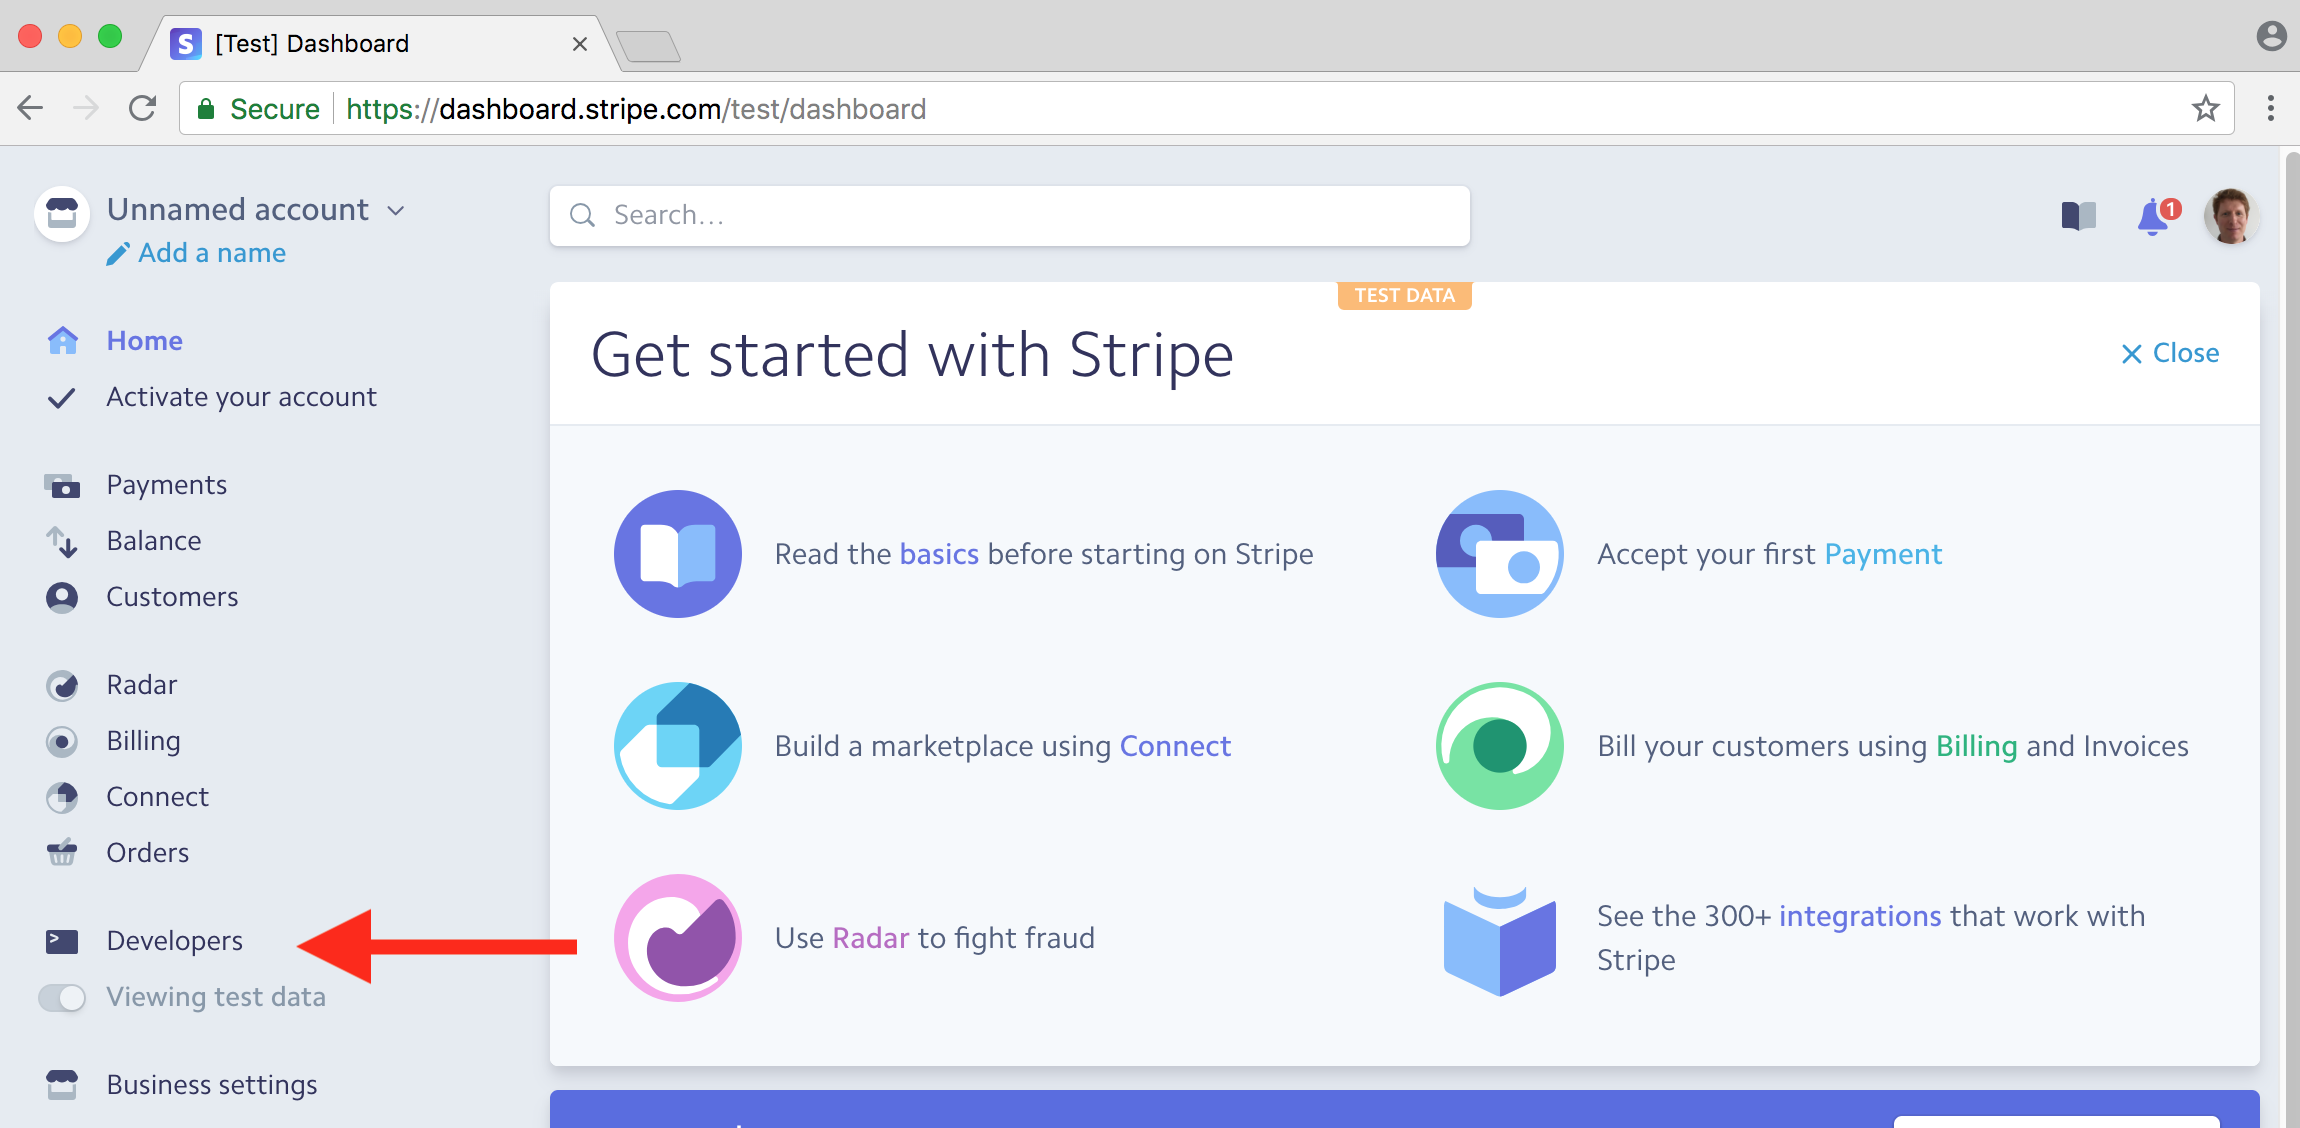 [Test] Dashboard
Secure
https://dashboard.stripe.com/test/dashboard
Unnamed account
Add a name
Search...
1
Home
Activate your account
Payments
Balance
Customers
Radar
Billing
Connect
Orders
Developers
Viewing test data
Business settings
TEST DATA
Get started with Stripe
Close
Read the basics before starting on Stripe
Accept your first Payment
Build a marketplace using Connect
Bill your customers using Billing and Invoices
Use Radar to fight fraud
See the 300+ integrations that work with
Stripe